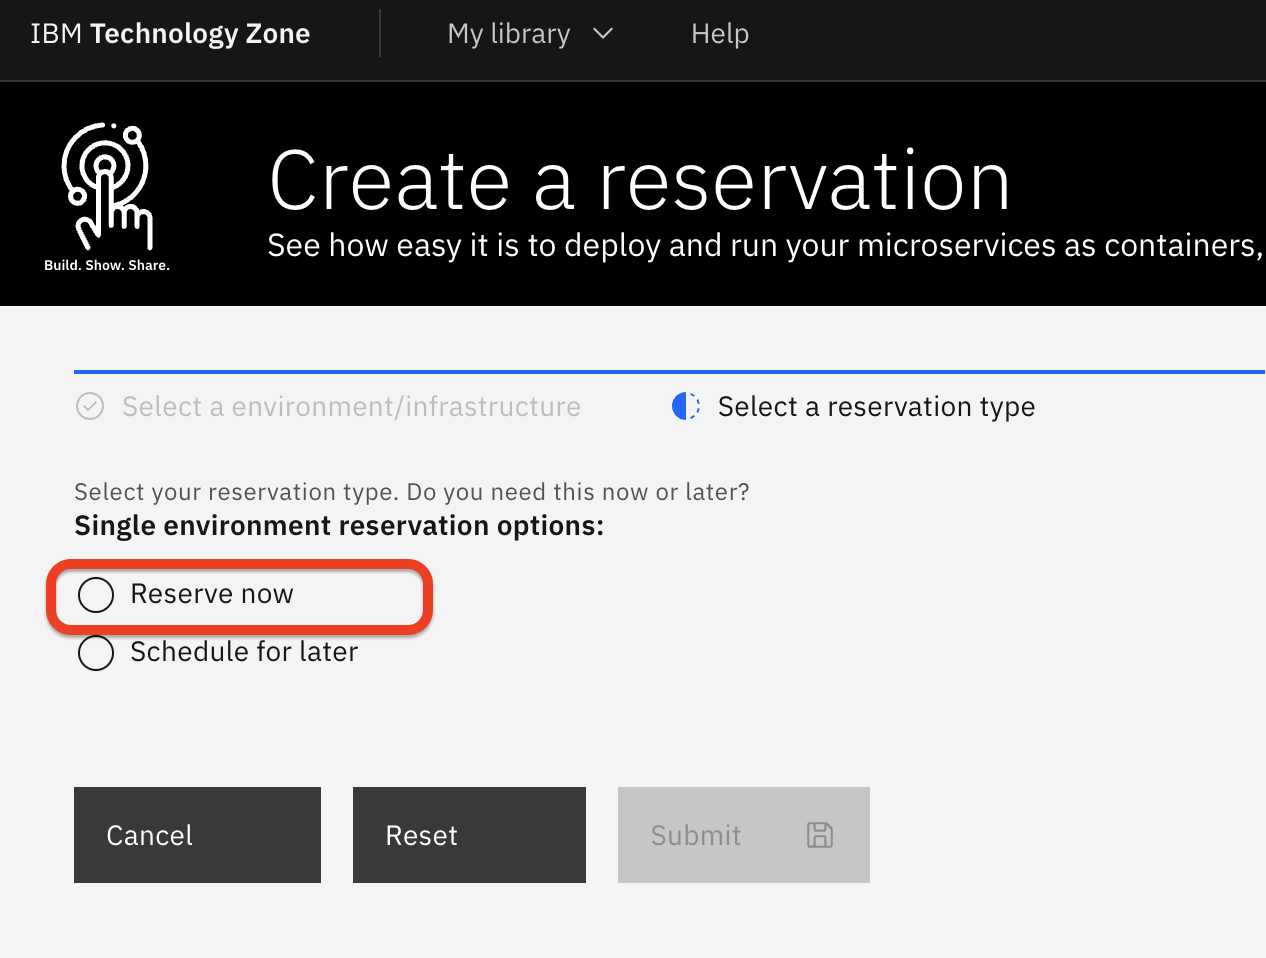 IBM Technology Zone
My library
Help
Build. Show. Share.
Create a reservation
See how easy it is to deploy and run your microservices as containers,
Select a environment/infrastructure
Select a reservation type
Select your reservation type. Do you need this now or later?
Single environment reservation options:
Reserve now
Schedule for later
Cancel
Reset
Submit